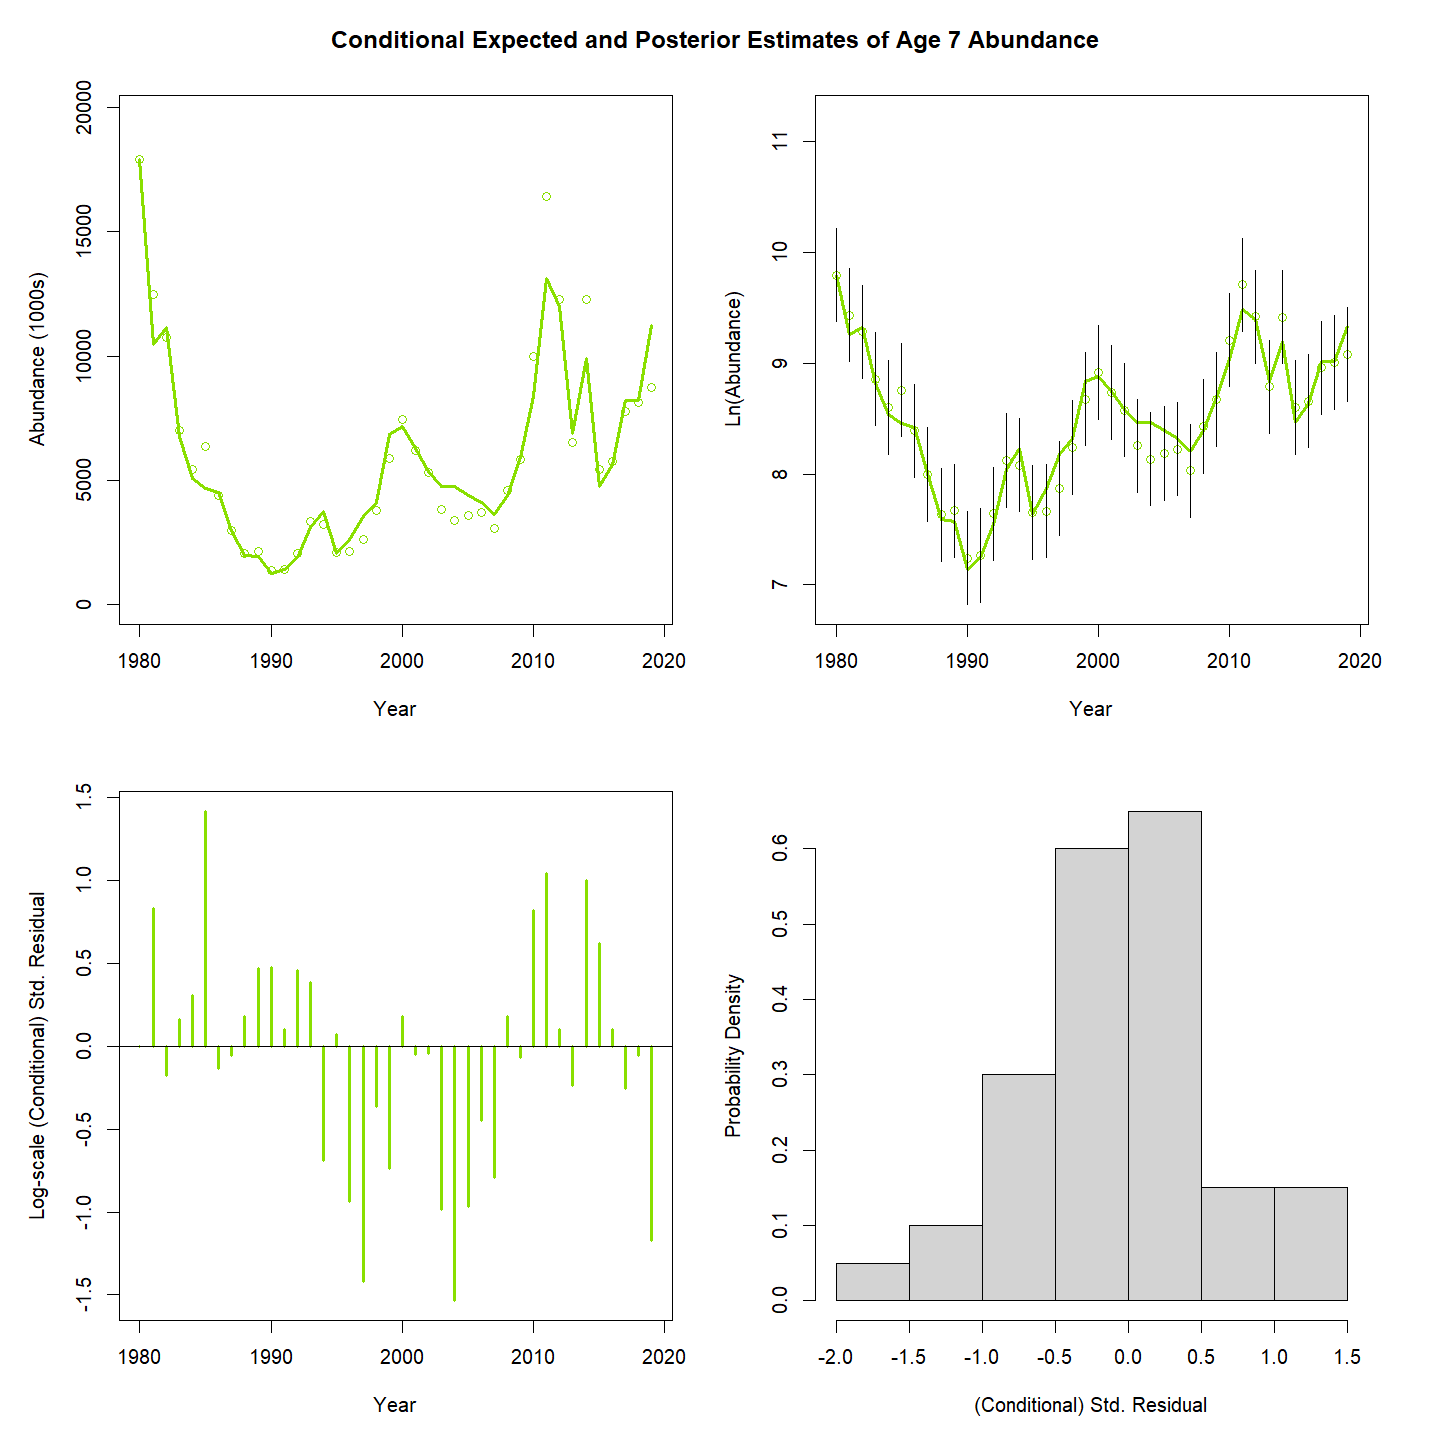 Conditional Expected and Posterior Estimates of Age 7 Abundance
Abundance (1000s)
20000
15000
10000
5000
0
1980 1990 2000 2010 2020
Year
Ln(Abundance)
11
10
9
8
7
1980 1990 2000 2010 2020
Year
Log-scale (Conditional) Std. Residual
1.5
1.0
0.5
0.0
-0.5
-1.0
-1.5
1980 1990 2000 2010 2020
Year
Probability Density
0.6
0.5
0.4
0.3
0.2
0.1
0.0
-2.0 -1.5 -1.0 -0.5 0.0 0.5 1.0 1.5
(Conditional) Std. Residual